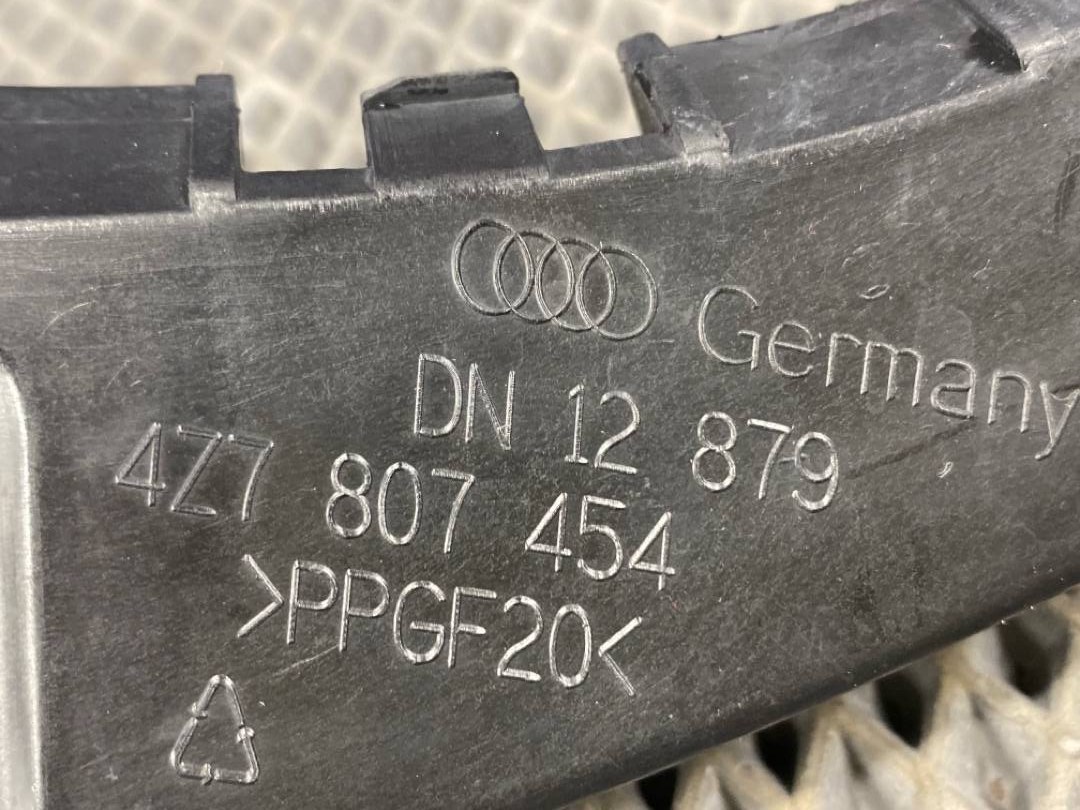 Germany
DN 12 879
4Z7 807 454
>PPGF20<